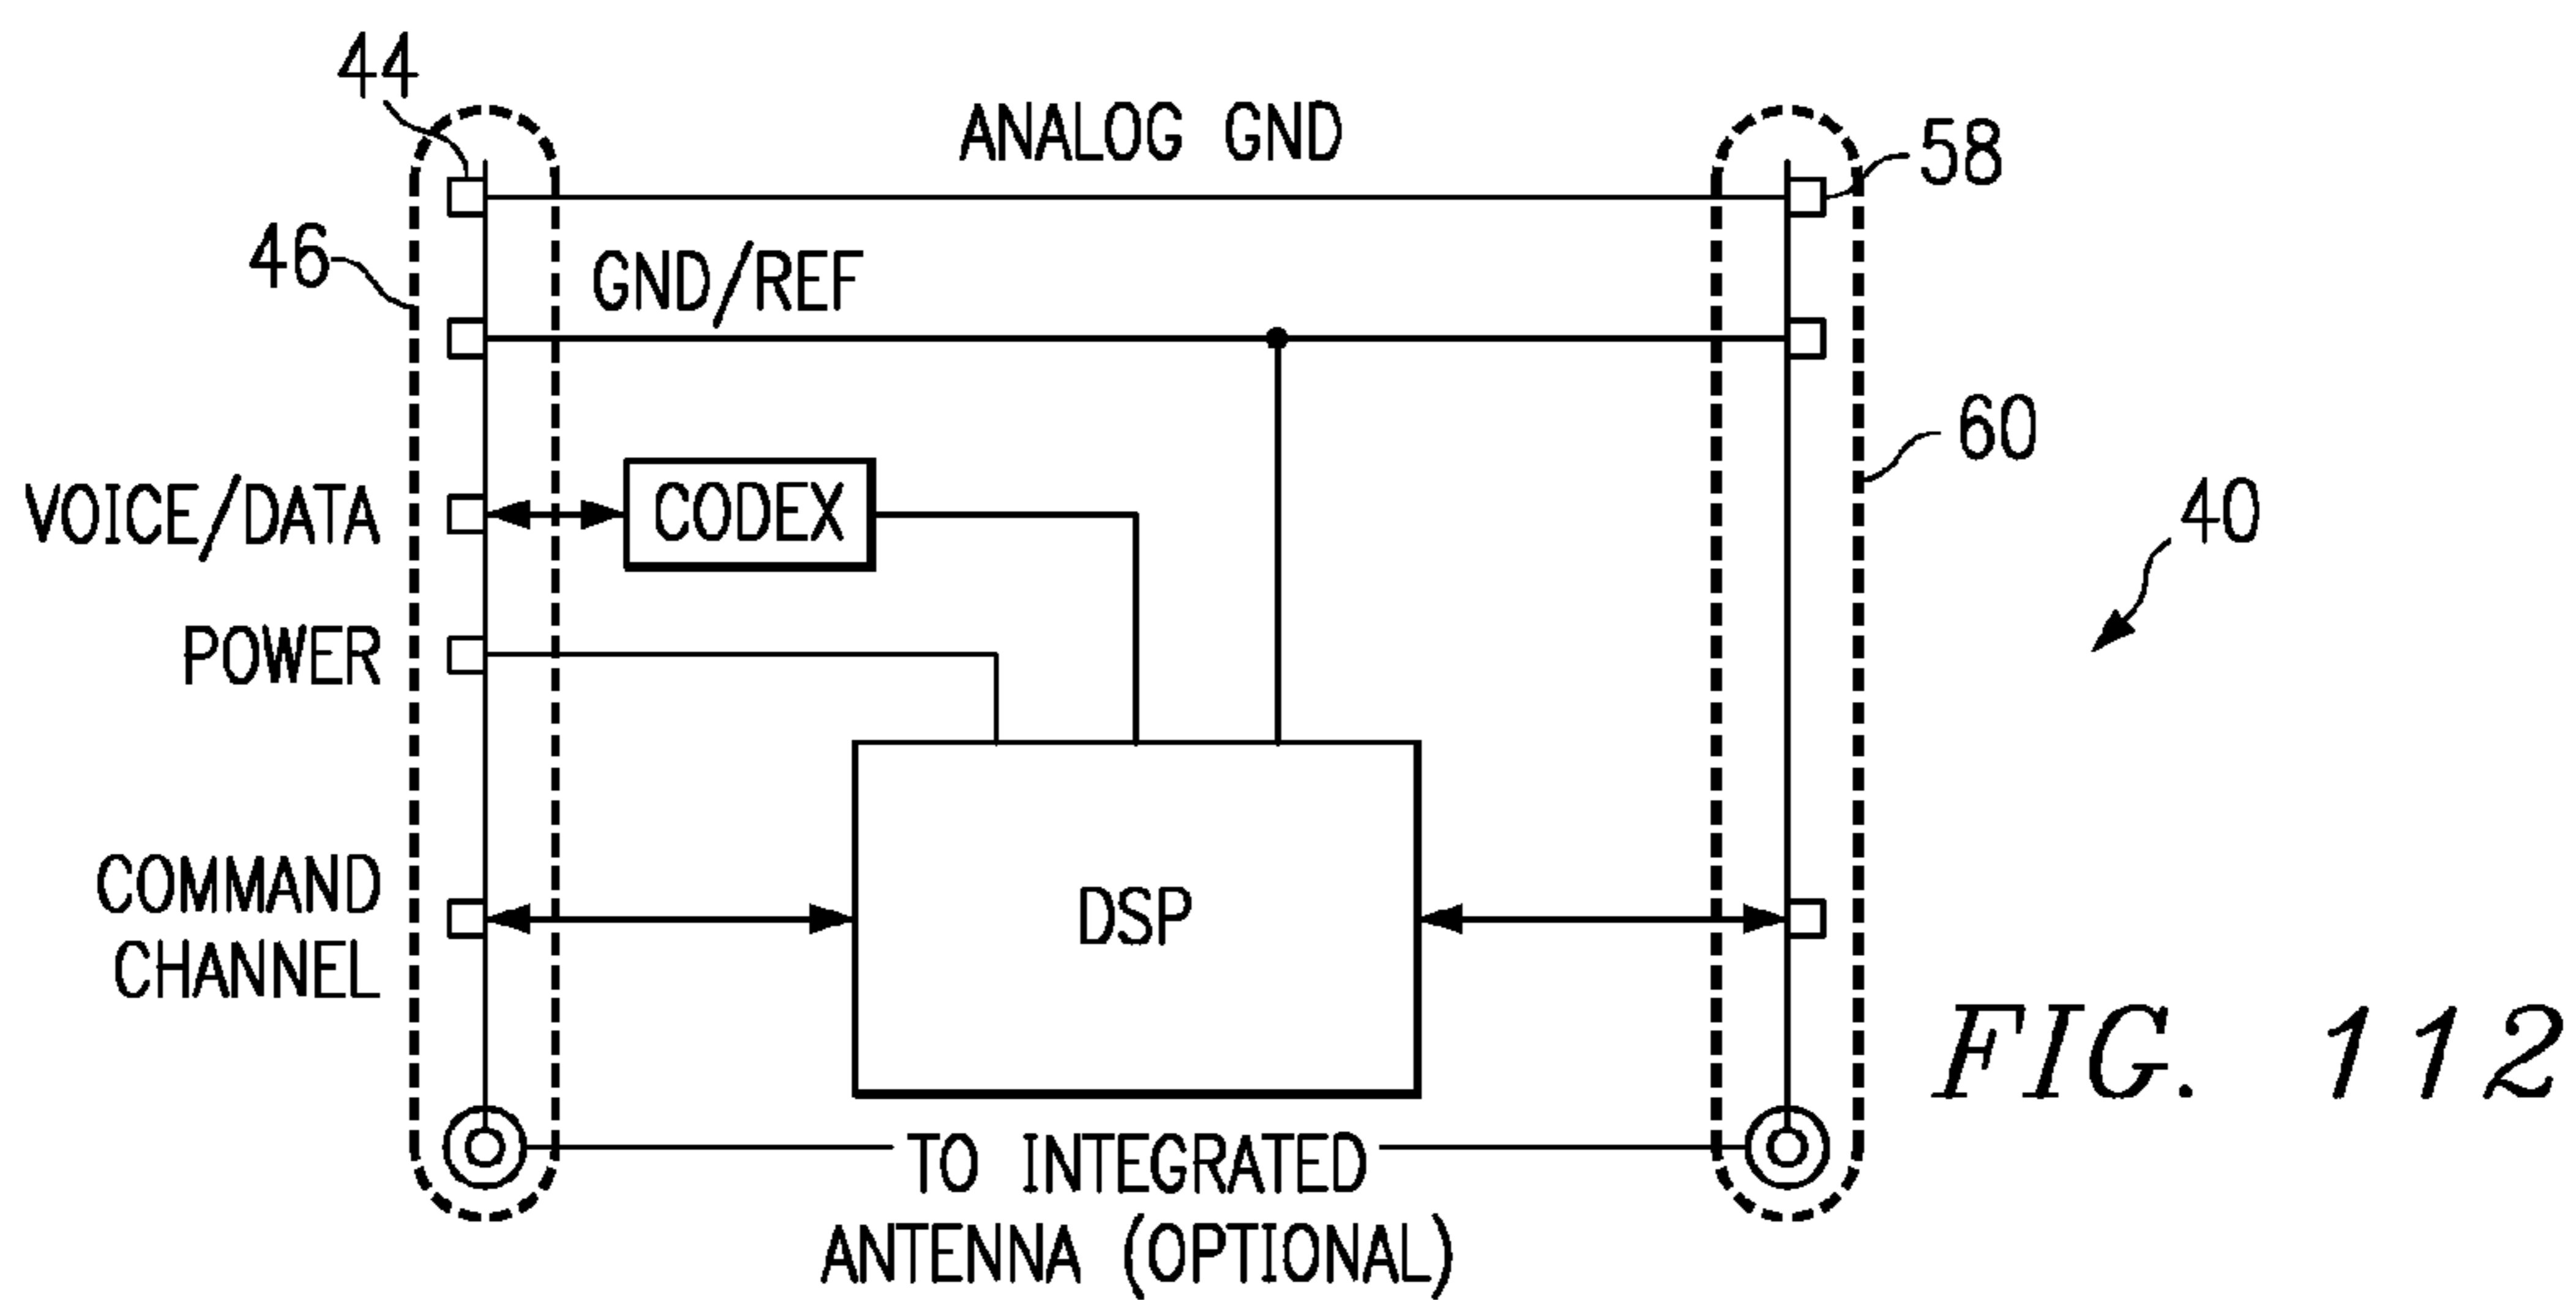 44
ANALOG GND
58
46
GND/REF
60
VOICE/DATA
CODEX
40
POWER
COMMAND
CHANNEL
DSP
FIG. 112
TO INTEGRATED
ANTENNA (OPTIONAL)